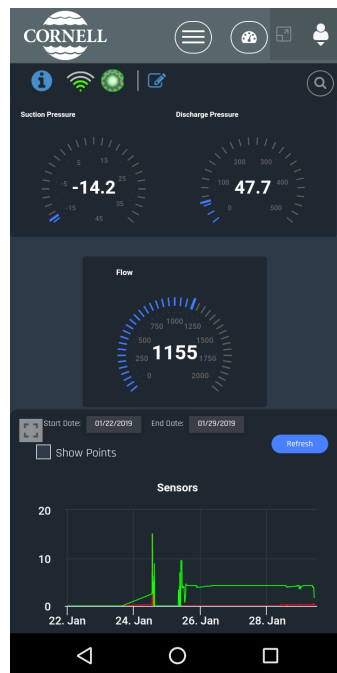 CORNELL
Suction Pressure
Discharge Pressure
5 15
-5 25
-14.2
-15 35
45
200 300
100 400
47.7
0 500
Flow
1000
750 1250
500 1500
1155
250 1750
0 2000
Start Date: 01/22/2019 End Date: 01/29/2019
Refresh
Show Points
Sensors
20
10
0
22. Jan 24. Jan 26. Jan 28. Jan